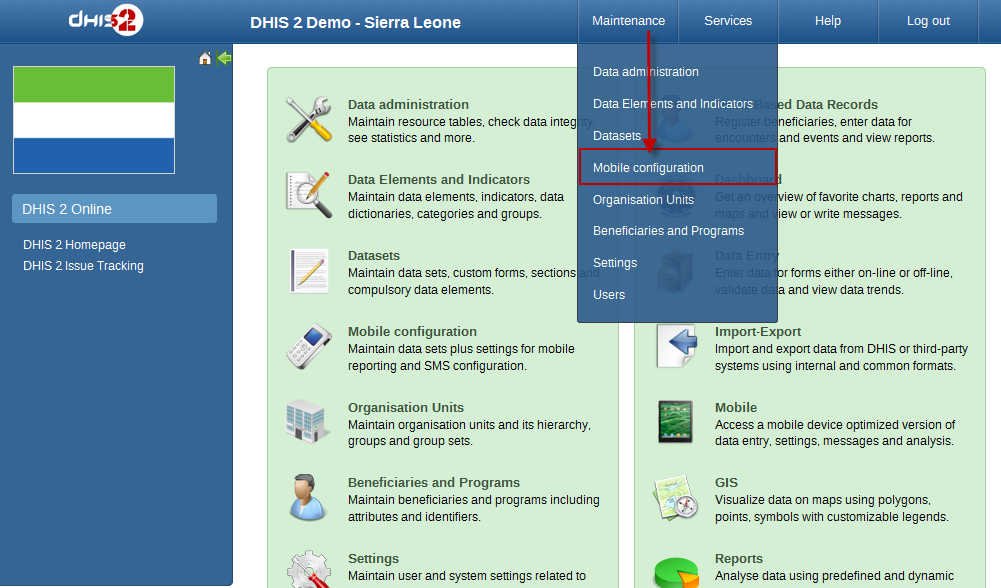 dHIS2
DHIS 2 Demo - Sierra Leone
Maintenance
Services
Help
Log out
DHIS 2 Online
DHIS 2 Homepage
DHIS 2 Issue Tracking
Data administration
Data Elements and Indicators
Datasets
Mobile configuration
Organisation Units
Beneficiaries and Programs
Settings
Users
Data administration
Maintain resource tables, check data integrity,
see statistics and more.
Data Elements and Indicators
Maintain data elements, indicators, data
dictionaries, categories and groups.
Datasets
Maintain data sets, custom forms, sections and
compulsory data elements.
Mobile configuration
Maintain data sets plus settings for mobile
reporting and SMS configuration.
Organisation Units
Maintain organisation units and its hierarchy,
groups and group sets.
Beneficiaries and Programs
Maintain beneficiaries and programs including
attributes and identifiers.
Settings
Maintain user and system settings related to
Based Data Records
Register beneficiaries, enter data for
encounters and events and view reports.
Dashboard
Get an overview of favorite charts, reports and
maps and view or write messages.
Data Entry
Enter data for forms either on-line or off-line,
validate data and view data trends.
Import-Export
Import and export data from DHIS or third-party
systems using internal and common formats.
Mobile
Access a mobile device optimized version of
data entry, settings, messages and analysis.
GIS
Visualize data on maps using polygons,
points, symbols with customizable legends.
Reports
Analyse data using predefined and dynamic